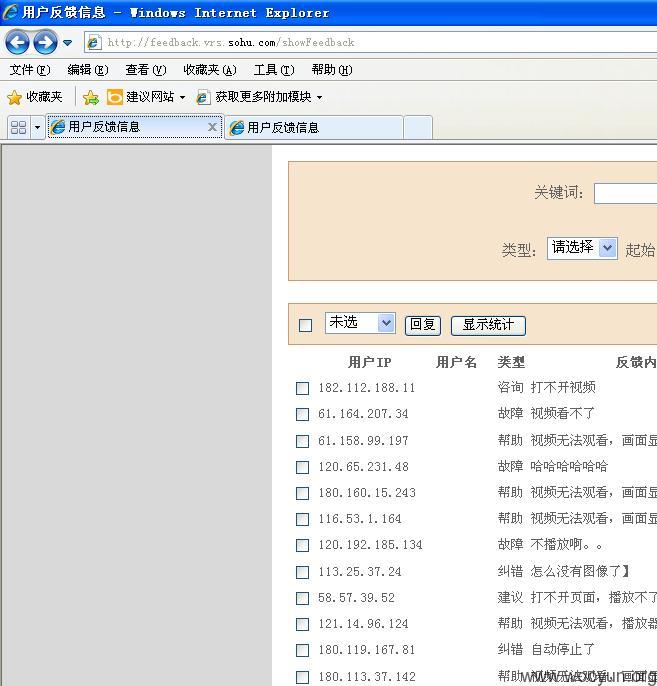 用户反馈信息 - Windows Internet Explorer
http://feedback.vrs.sohu.com/showFeedback
文件(F) 编辑(E) 查看(V) 收藏夹(A) 工具(T) 帮助(H)
收藏夹 建议网站 获取更多附加模块
用户反馈信息 用户反馈信息
关键词:
类型: 请选择 起始
未选 回复 显示统计
用户IP 用户名 类型 反馈内
182.112.188.11 咨询 打不开视频
61.164.207.34 故障 视频看不了
61.158.99.197 帮助 视频无法观看，画面显
120.65.231.48 故障 哈哈哈哈哈哈
180.160.15.243 帮助 视频无法观看，画面显
116.53.1.164 帮助 视频无法观看，画面显
120.192.185.134 故障 不播放啊。。
113.25.37.24 纠错 怎么没有图像了】
58.57.39.52 建议 打不开页面，播放不了
121.14.96.124 帮助 视频无法观看，播放器
180.119.167.81 纠错 自动停止了
180.113.37.142 帮助 视频无法观看，画面显
www.wooyun.org